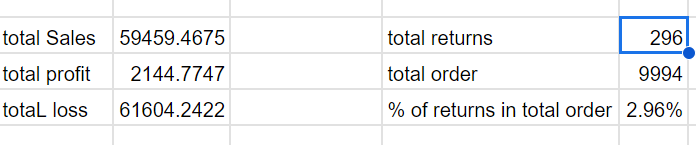 total Sales 59459.4675 total returns 296
total profit 2144.7747 total order 9994
totaL loss 61604.2422 % of returns in total order 2.96%